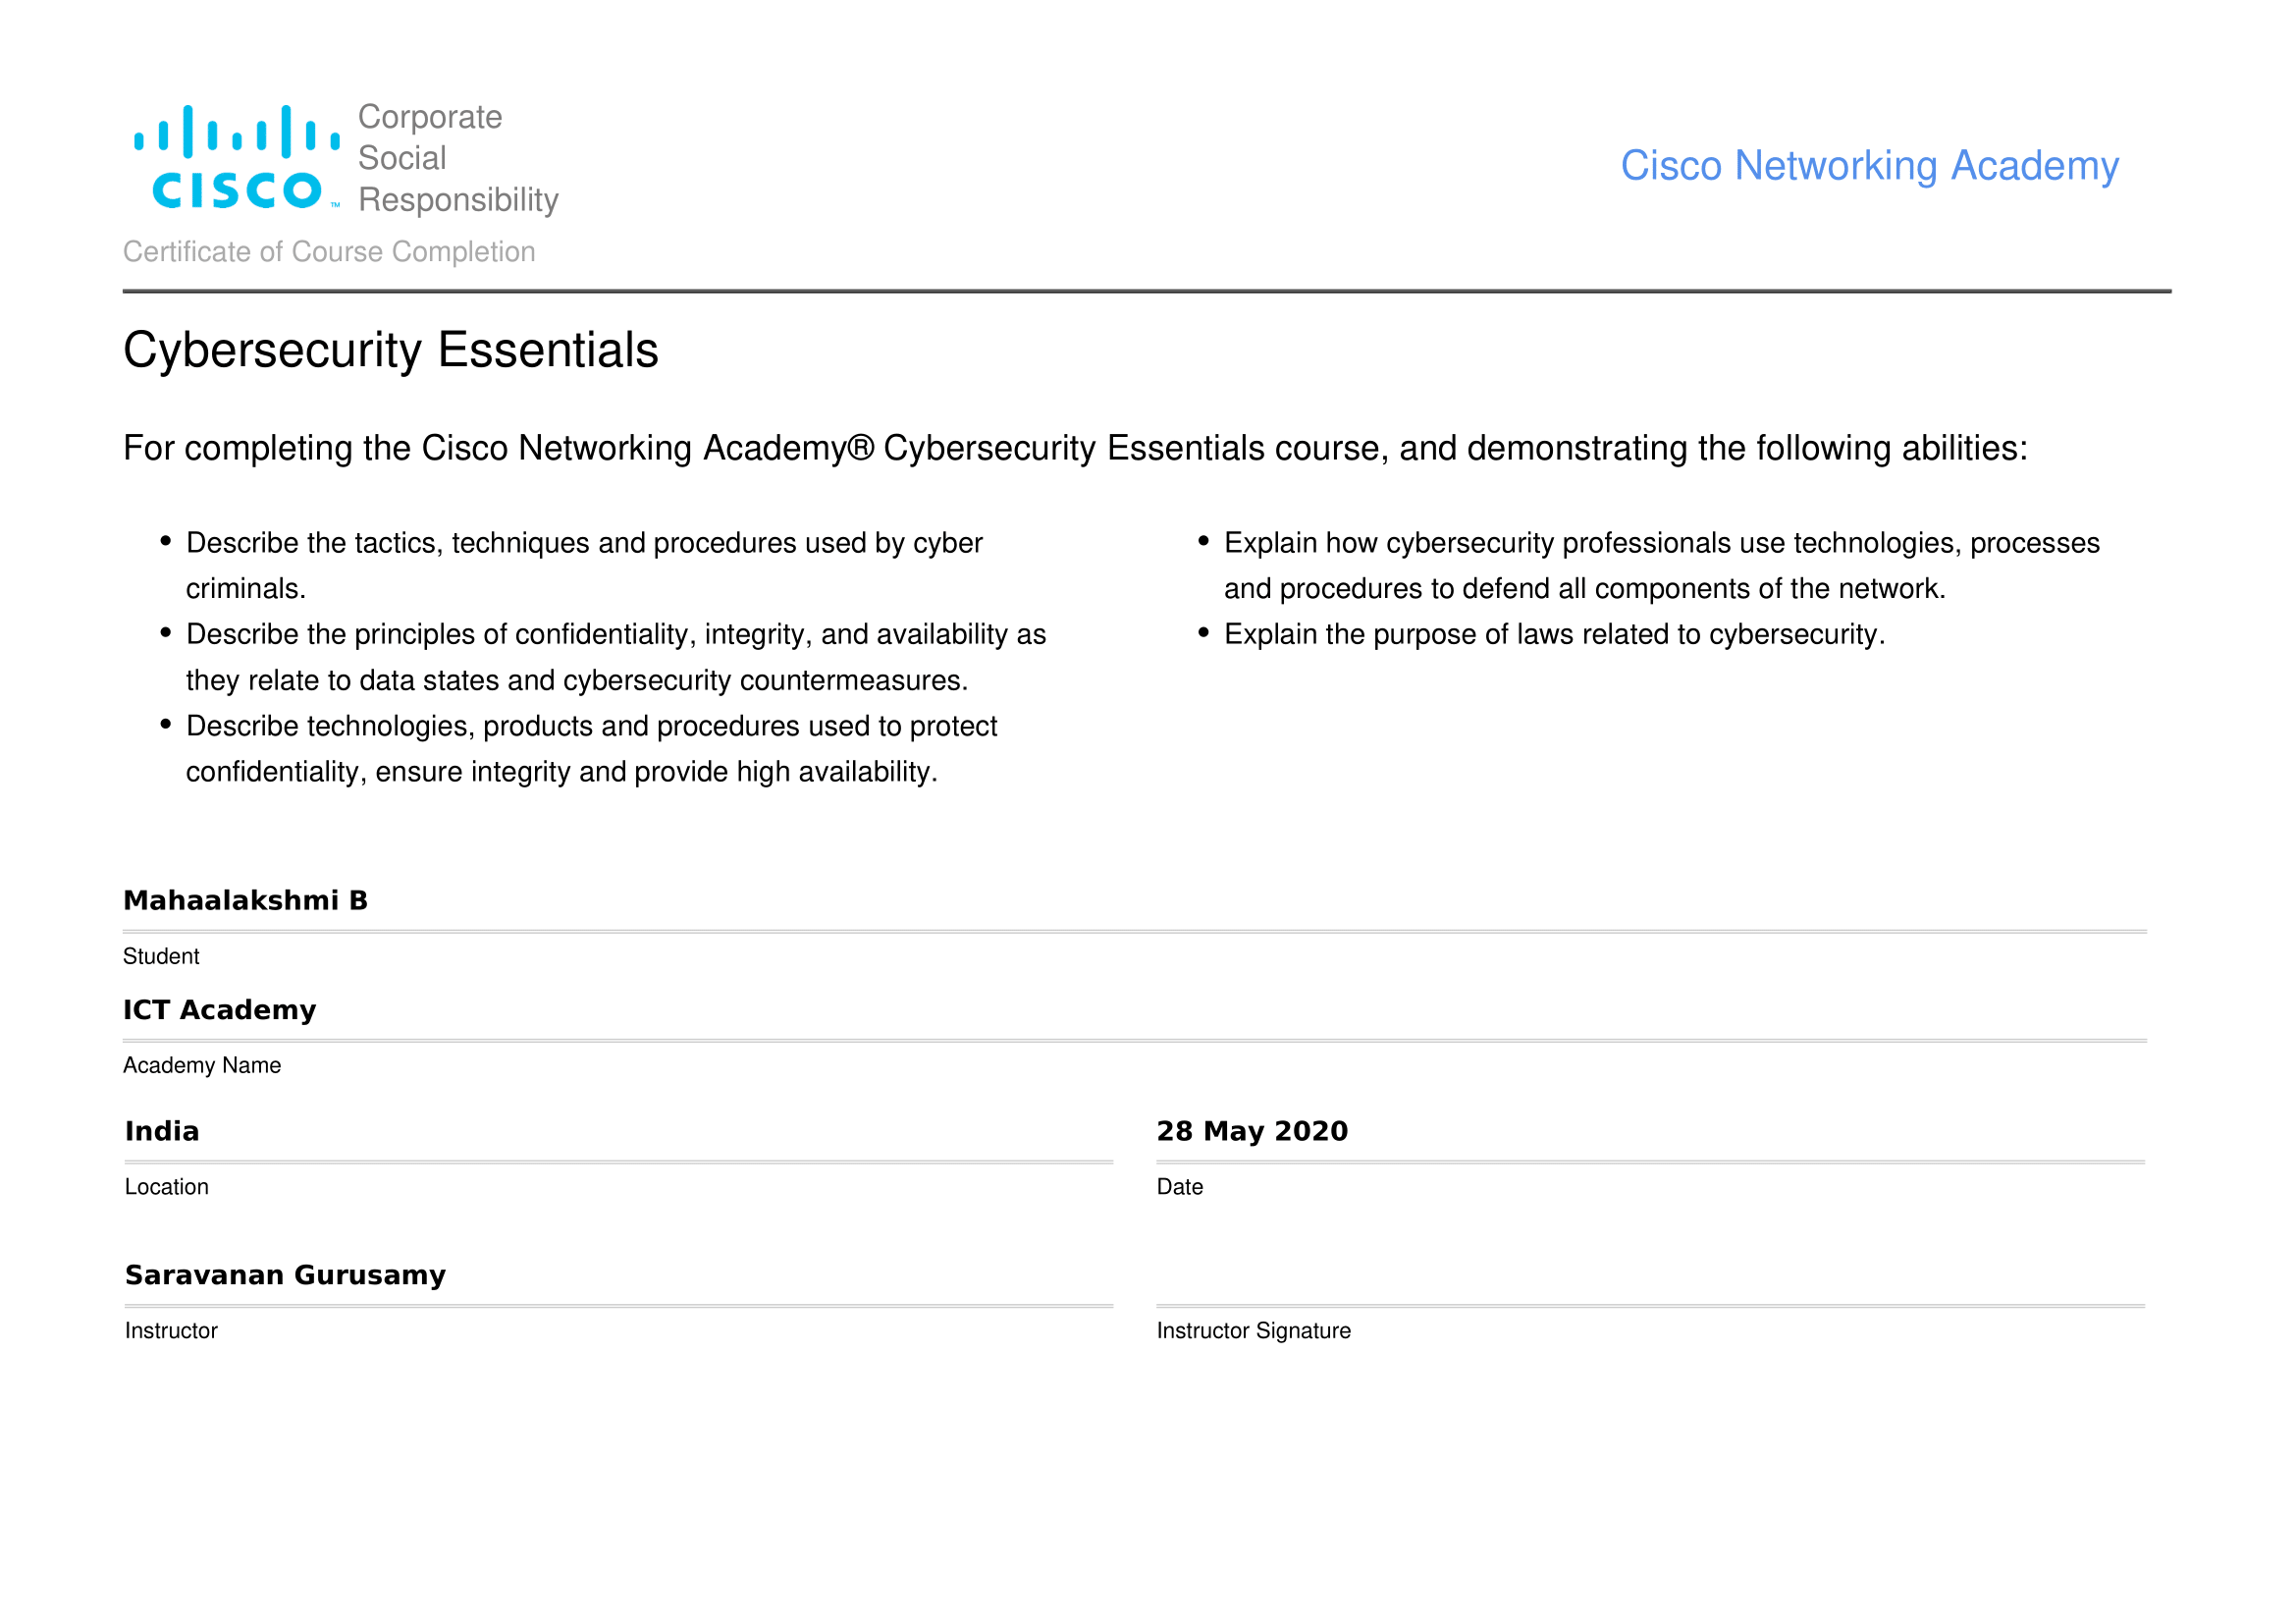 CISCO™
Corporate
Social
Responsibility
Cisco Networking Academy
Certificate of Course Completion
Cybersecurity Essentials
For completing the Cisco Networking Academy® Cybersecurity Essentials course, and demonstrating the following abilities:
• Describe the tactics, techniques and procedures used by cyber
criminals.
• Describe the principles of confidentiality, integrity, and availability as
they relate to data states and cybersecurity countermeasures.
• Describe technologies, products and procedures used to protect
confidentiality, ensure integrity and provide high availability.
• Explain how cybersecurity professionals use technologies, processes
and procedures to defend all components of the network.
• Explain the purpose of laws related to cybersecurity.
Mahaalakshmi B
Student
ICT Academy
Academy Name
India
Location
28 May 2020
Date
Saravanan Gurusamy
Instructor
Instructor Signature